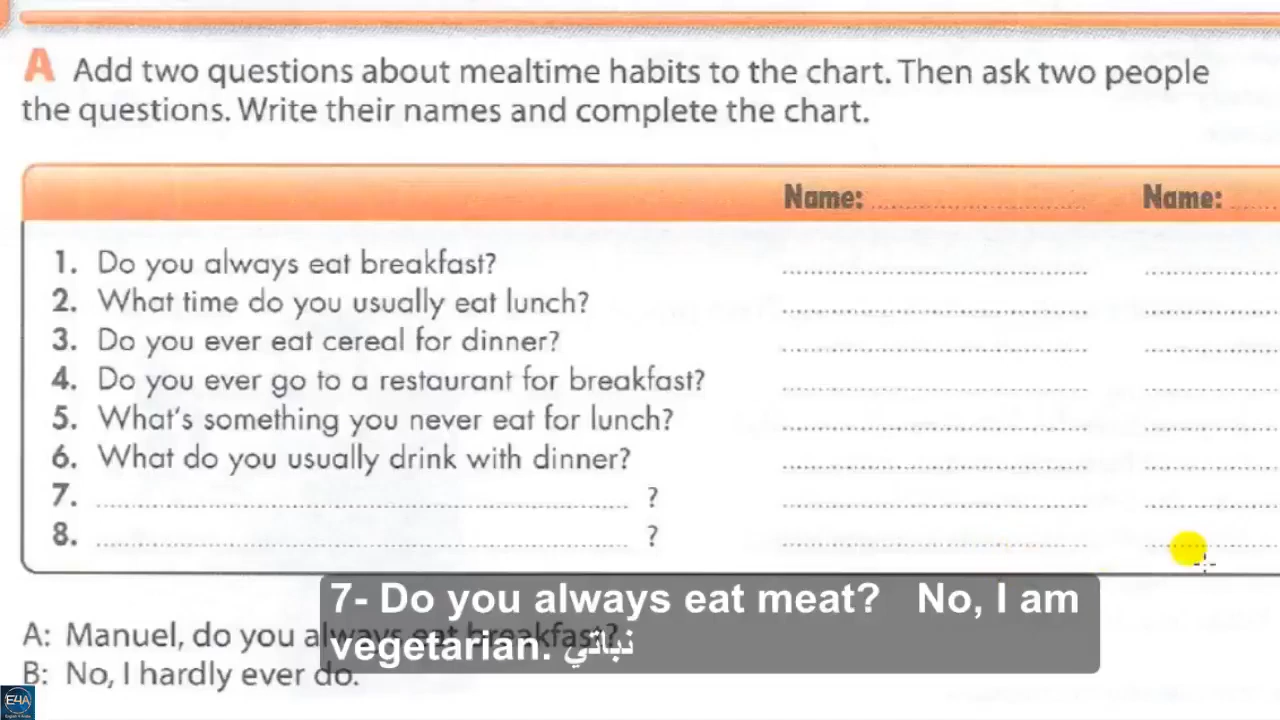 A Add two questions about mealtime habits to the chart. Then ask two people
the questions. Write their names and complete the chart.
Name: Name:
1. Do you always eat breakfast?
2. What time do you usually eat lunch?
3. Do you ever eat cereal for dinner?
4. Do you ever go to a restaurant for breakfast?
5. What's something you never eat for lunch?
6. What do you usually drink with dinner?
7. ?
8. ?
7- Do you always eat meat? No, I am
vegetarian. نباتي
A: Manuel, do you always eat breakfast?
B: No, I hardly ever do.
E4A